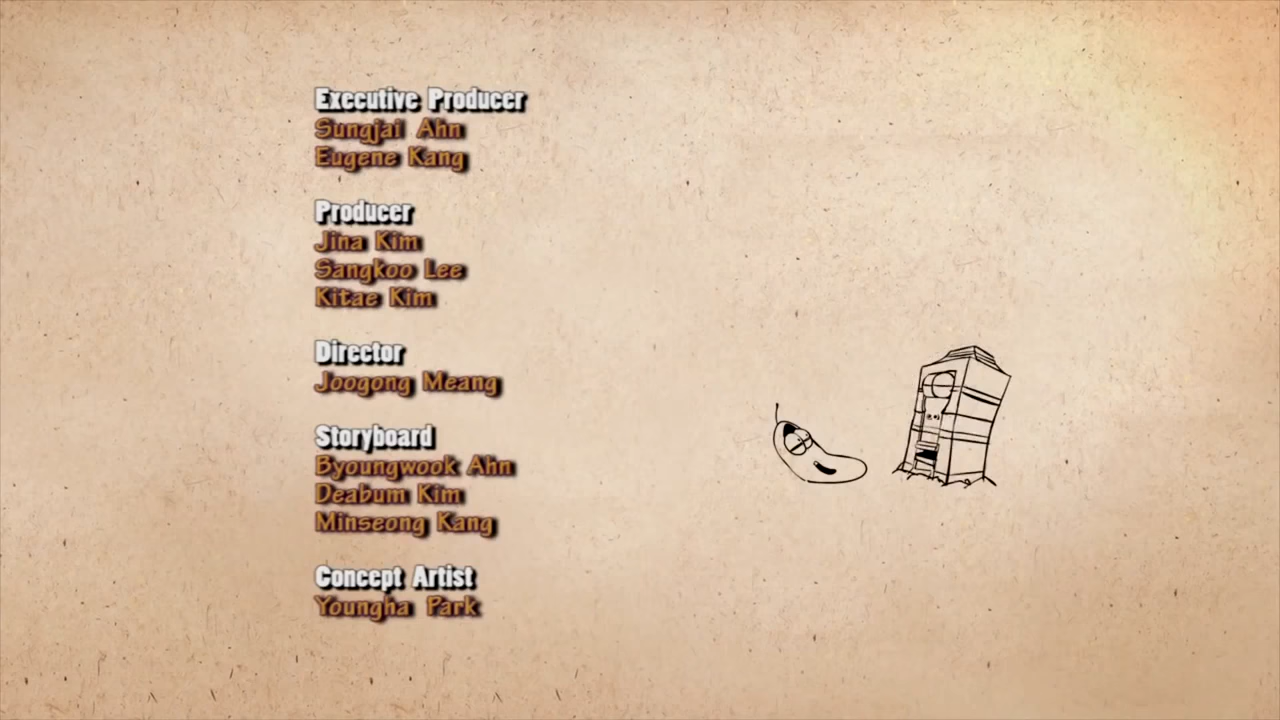 Executive Producer
Sungjai Ahn
Eugene Kang
Producer
Jina Kim
Sangkoo Lee
Kitae Kim
Director
Joogong Meang
Storyboard
Byoungwook Ahn
Deabum Kim
Minseong Kang
Concept Artist
Youngha Park